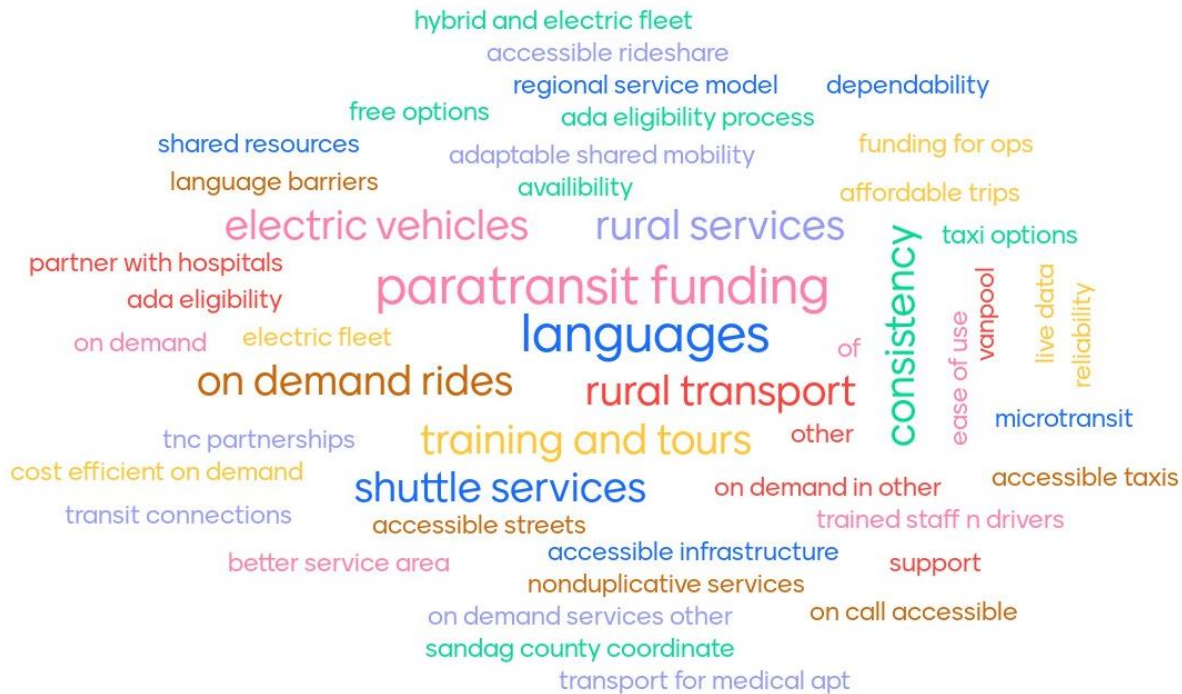 hybrid and electric fleet
accessible rideshare
regional service model
dependability
free options
ada eligibility process
shared resources
adaptable shared mobility
funding for ops
language barriers
availibility
affordable trips
electric vehicles
rural services
consistency
taxi options
partner with hospitals
paratransit funding
vanpool
live data
reliability
ada eligibility
languages
ease of use
on demand
electric fleet
of
on demand rides
rural transport
microtransit
tnc partnerships
training and tours
other
cost efficient on demand
shuttle services
on demand in other
accessible taxis
transit connections
accessible streets
trained staff n drivers
better service area
accessible infrastructure
support
nonduplicative services
on demand services other
on call accessible
sandag county coordinate
transport for medical apt